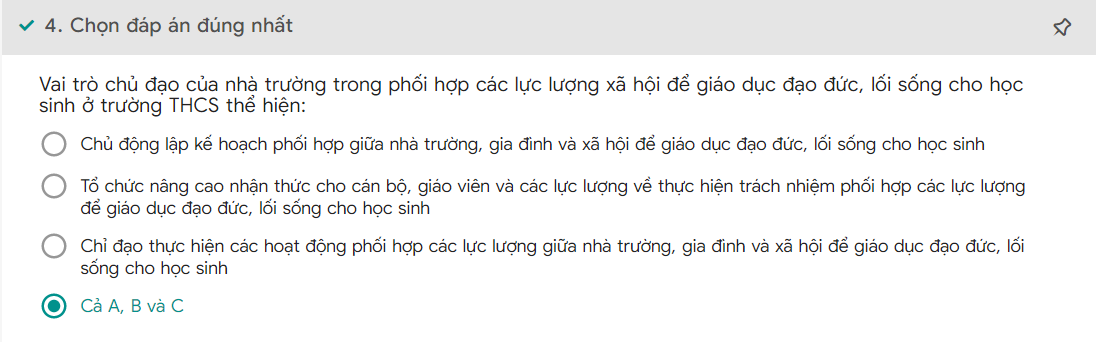 4. Chọn đáp án đúng nhất
Vai trò chủ đạo của nhà trường trong phối hợp các lực lượng xã hội để giáo dục đạo đức, lối sống cho học
sinh ở trường THCS thể hiện:
Chủ động lập kế hoạch phối hợp giữa nhà trường, gia đình và xã hội để giáo dục đạo đức, lối sống cho học sinh
Tổ chức nâng cao nhận thức cho cán bộ, giáo viên và các lực lượng về thực hiện trách nhiệm phối hợp các lực lượng
để giáo dục đạo đức, lối sống cho học sinh
Chỉ đạo thực hiện các hoạt động phối hợp các lực lượng giữa nhà trường, gia đình và xã hội để giáo dục đạo đức, lối
sống cho học sinh
Cả A, B và C